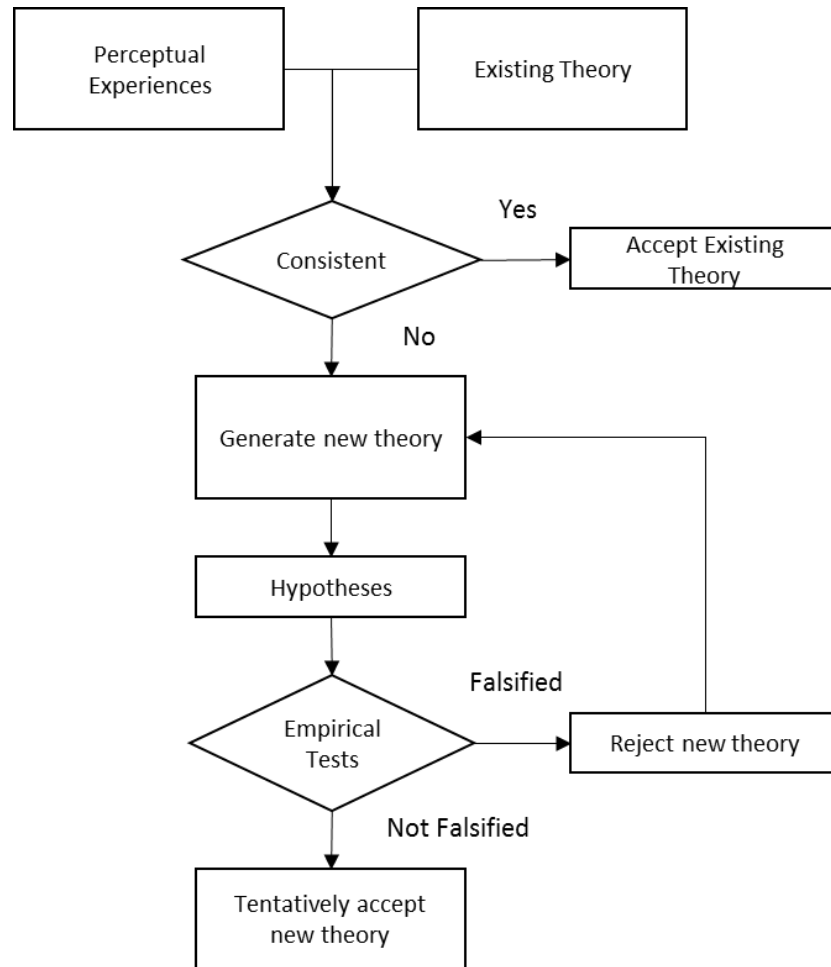 Perceptual
Experiences
Existing Theory
Yes
Consistent
Accept Existing
Theory
No
Generate new theory
Hypotheses
Falsified
Empirical
Tests
Reject new theory
Not Falsified
Tentatively accept
new theory